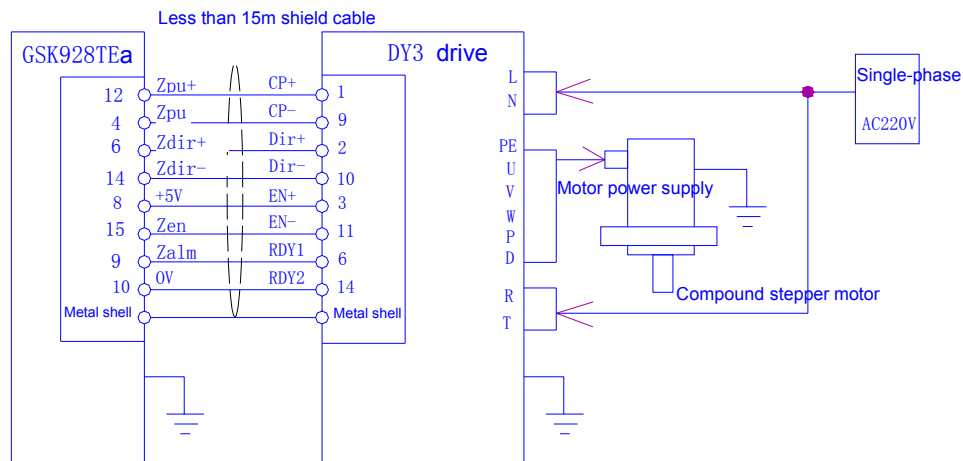 Less than 15m shield cable
GSK928TEa
DY3 drive
12 Zpu+ CP+ 1
4 Zpu CP- 9
6 Zdir+ Dir+ 2
14 Zdir- Dir- 10
8 +5V EN+ 3
15 Zen EN- 11
9 Zalm RDY1 6
10 0V RDY2 14
Metal shell
Metal shell
L
N
PE
U
V
W
P
D
R
T
Single-phase
AC220V
Motor power supply
Compound stepper motor